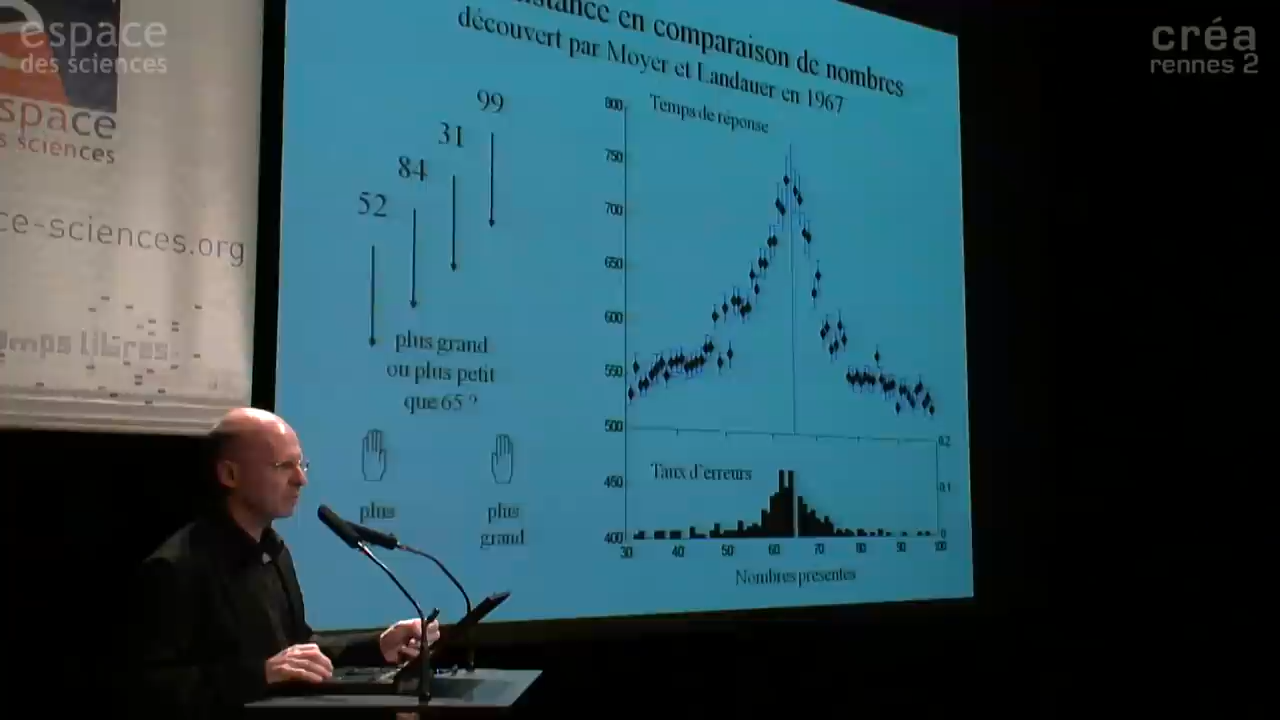 espace
des sciences
space
s sciences
ce-sciences.org
emps libres
créa
rennes 2
en comparaison de nombres
découvert par Moyer et Landauer en 1967
99
31
84
52
plus grand
ou plus petit
que 65 ?
plus
plus
grand
Temps de réponse
800
750
700
650
600
550
500
450
400
Taux d'erreurs
0.2
0.1
0
30 40 50 60 70 80 90 100
Nombres presentes